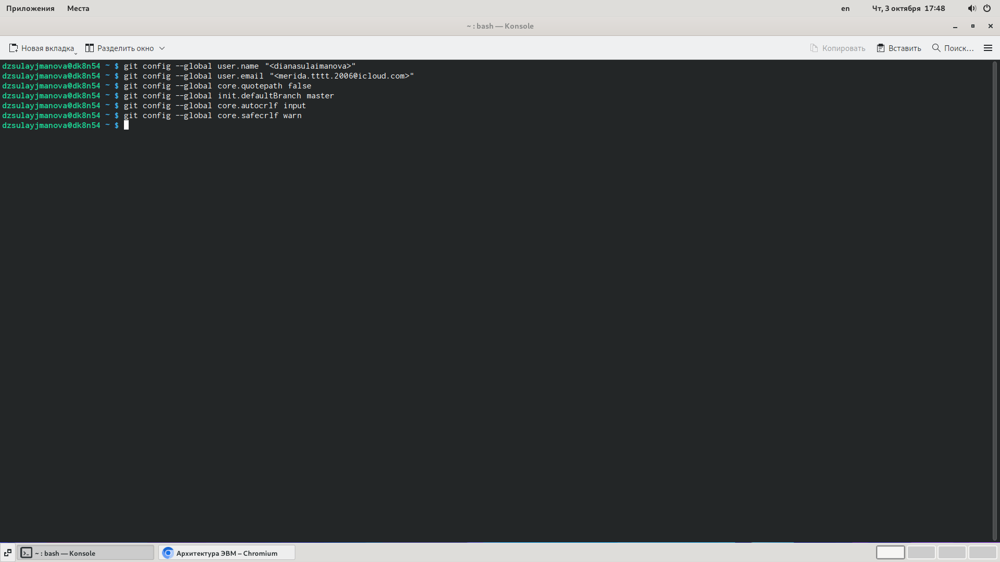 Приложения Места en Чт, 3 октября 17:48
~ : bash — Konsole
Новая вкладка Разделить окно Копировать Вставить Поиск...
dzsulayjmanova@dk8n54 ~ $ git config --global user.name "<dianasulaimanova>"
dzsulayjmanova@dk8n54 ~ $ git config --global user.email "<merida.tttt.2006@icloud.com>"
dzsulayjmanova@dk8n54 ~ $ git config --global core.quotepath false
dzsulayjmanova@dk8n54 ~ $ git config --global init.defaultBranch master
dzsulayjmanova@dk8n54 ~ $ git config --global core.autocrlf input
dzsulayjmanova@dk8n54 ~ $ git config --global core.safecrlf warn
dzsulayjmanova@dk8n54 ~ $
~ : bash — Konsole Архитектура ЭВМ – Chromium